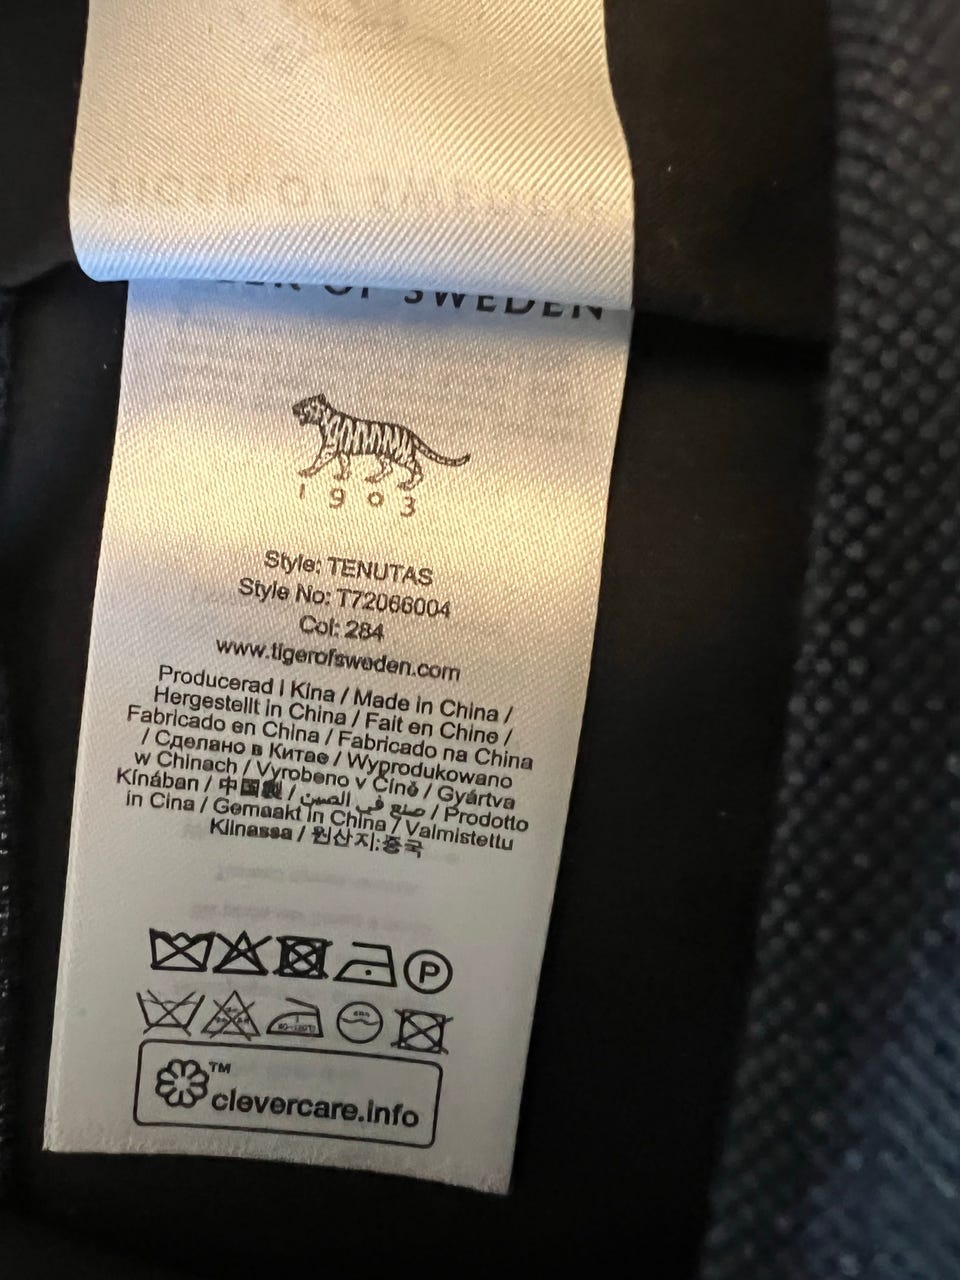 OF SWEDEN
1903
Style: TENUTAS
Style No: T72066004
Col: 284
www.tigerofsweden.com
Producerad I Kina / Made in China /
Hergestellt in China / Fait en Chine /
Fabricado en China / Fabricado na China
/ Сделано в Китае / Wyprodukowano
w Chinach / Vyrobeno v Číně / Gyártva
Kínában / 中国製 / صنع في الصين / Prodotto
in Cina / Gemaakt in China / Valmistettu
Kiinassa / 원산지:중국
P
TM
clevercare.info